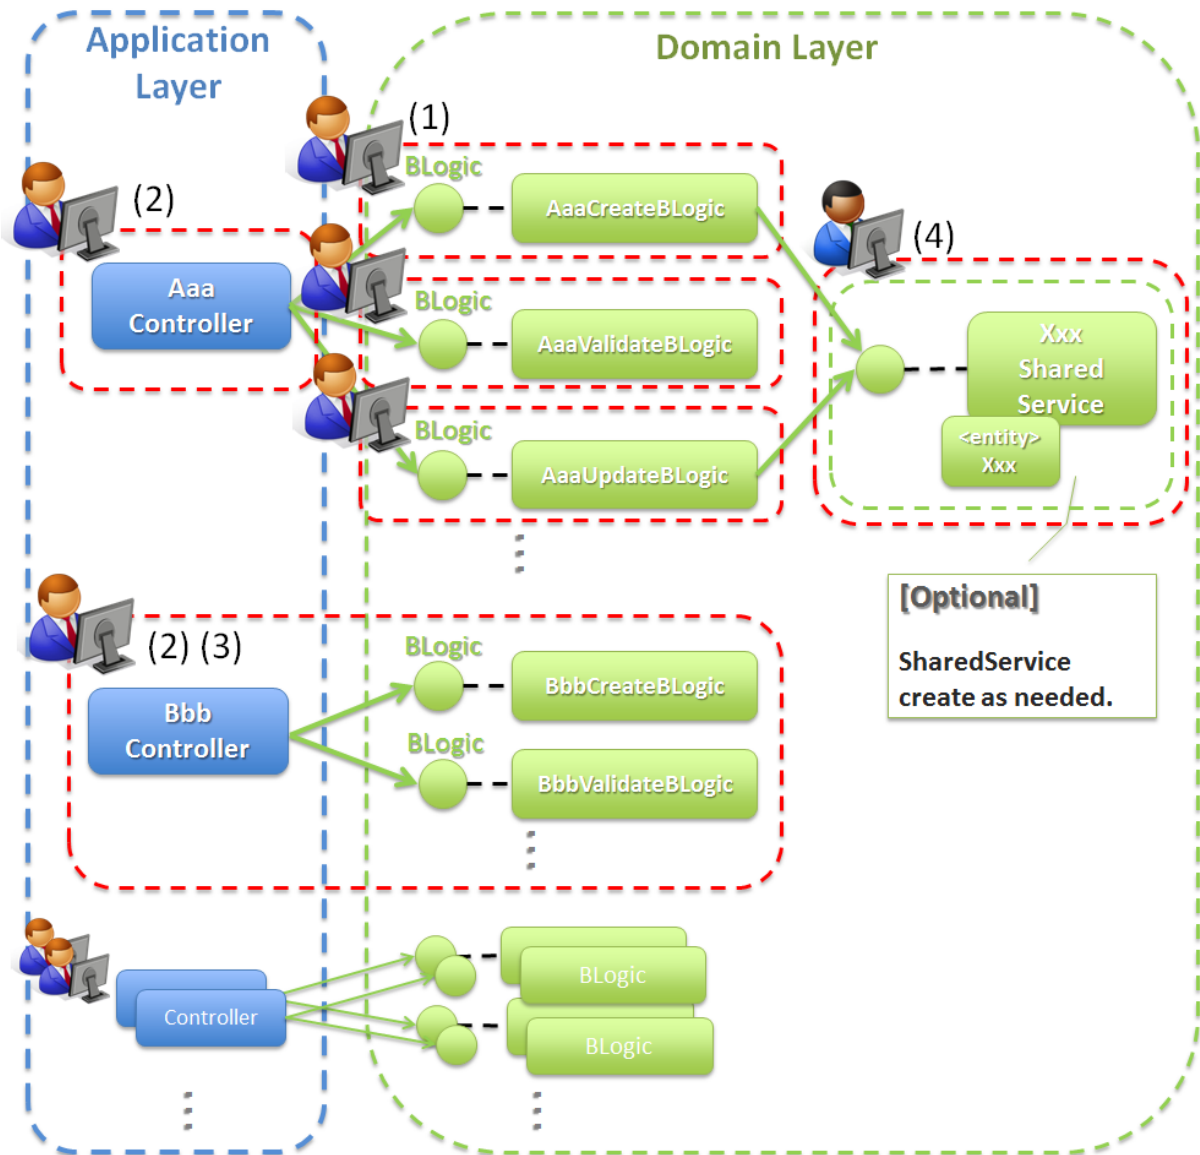 Application
Layer
Domain Layer
(1)
BLogic
AaaCreateBLogic
(2)
(4)
Aaa
Controller
BLogic
AaaValidateBLogic
Xxx
Shared
Service
<entity>
Xxx
BLogic
AaaUpdateBLogic
[Optional]
SharedService
create as needed.
(2) (3)
BLogic
BbbCreateBLogic
Bbb
Controller
BLogic
BbbValidateBLogic
BLogic
Controller
BLogic